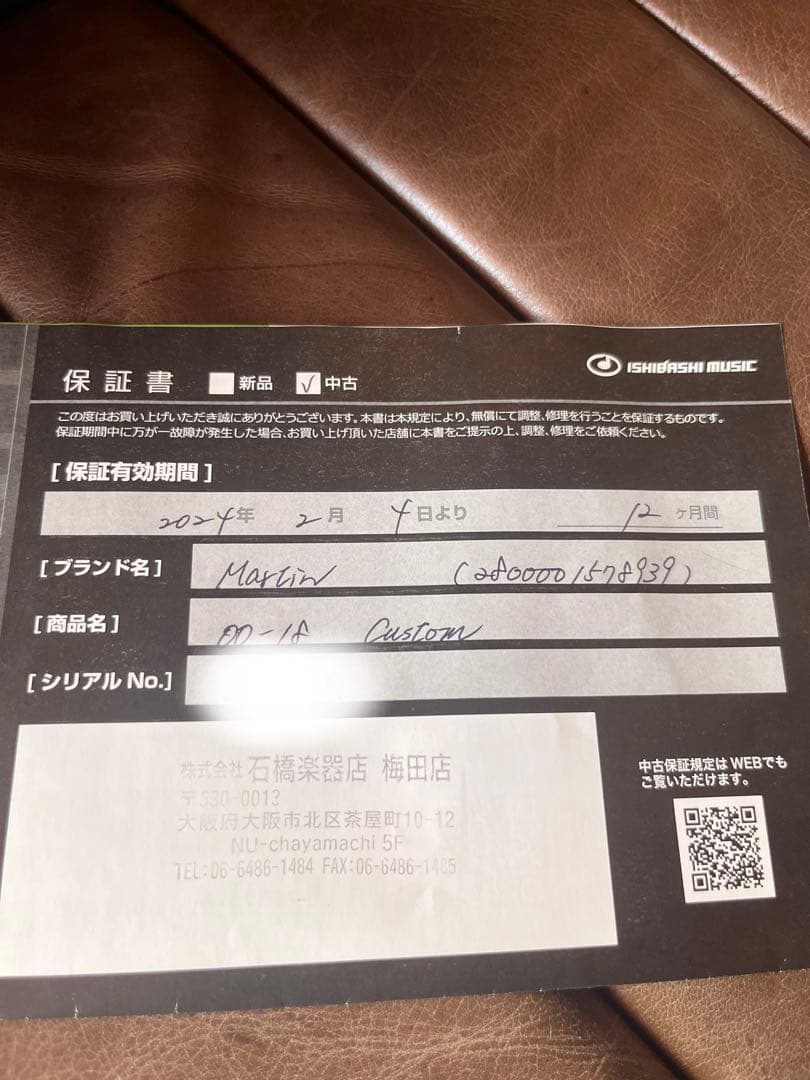 保証書 新品 ✓中古 ISHIBASHI MUSIC
この度はお買い上げいただき誠にありがとうございます。本書は本規定により、無償にて調整、修理を行うことを保証するものです。
保証期間中に万が一故障が発生した場合、お買い上げ頂いた店舗に本書をご提示の上、調整、修理をご依頼ください。
[保証有効期間]
2024年 2月 4日より 12ヶ月間
[ブランド名] Martin (2800001578939)
[商品名] 00-18 Custom
[シリアルNo.]
株式会社 石橋楽器店 梅田店
〒530-0013
大阪府大阪市北区茶屋町10-12
NU-chayamachi 5F
TEL:06-6486-1484 FAX:06-6486-1485
中古保証規定はWEBでも
ご覧いただけます。